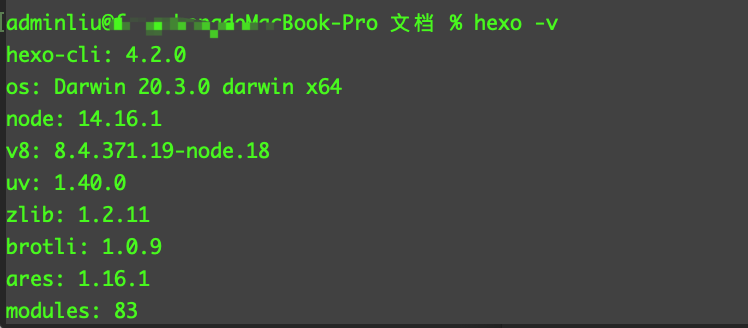 adminliu@ MacBook-Pro 文档 % hexo -v
hexo-cli: 4.2.0
os: Darwin 20.3.0 darwin x64
node: 14.16.1
v8: 8.4.371.19-node.18
uv: 1.40.0
zlib: 1.2.11
brotli: 1.0.9
ares: 1.16.1
modules: 83